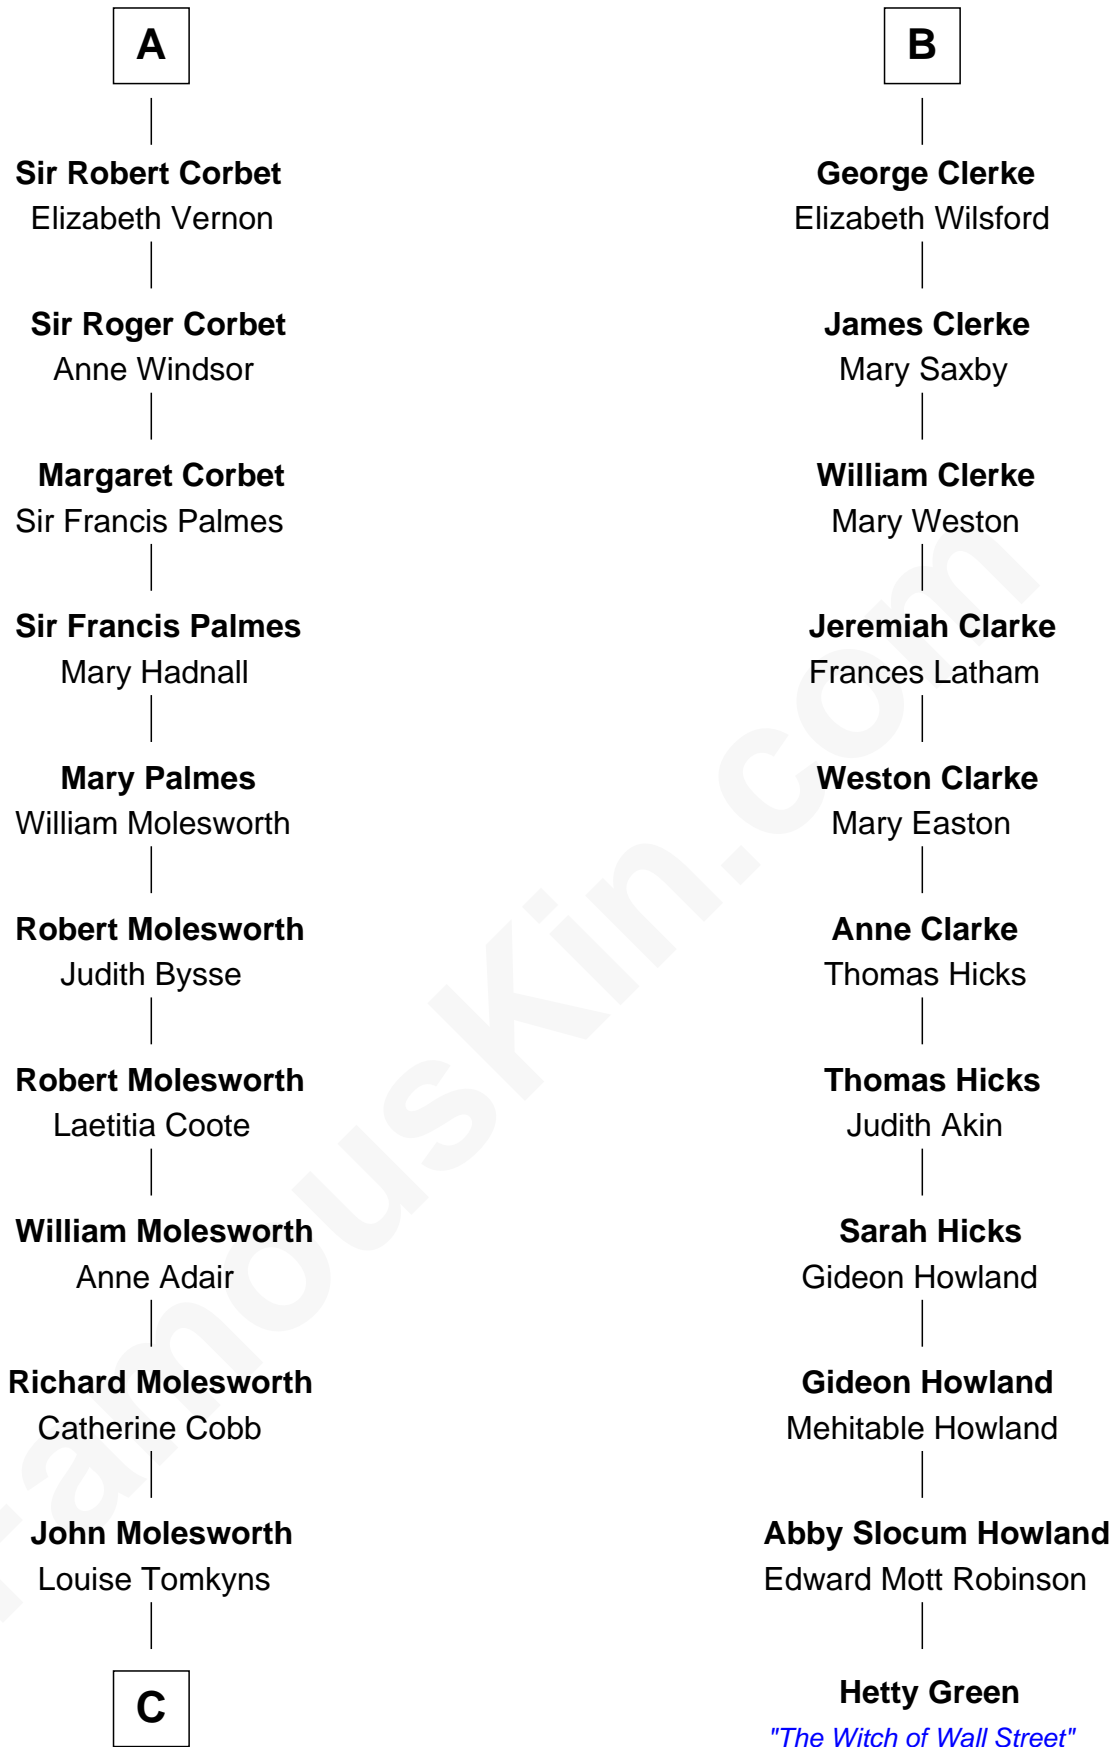 A
Sir Robert Corbet
Elizabeth Vernon
Sir Roger Corbet
Anne Windsor
Margaret Corbet
Sir Francis Palmes
Sir Francis Palmes
Mary Hadnall
Mary Palmes
William Molesworth
Robert Molesworth
Judith Bysse
Robert Molesworth
Laetitia Coote
William Molesworth
Anne Adair
Richard Molesworth
Catherine Cobb
John Molesworth
Louise Tomkyns
C
B
George Clerke
Elizabeth Wilsford
James Clerke
Mary Saxby
William Clerke
Mary Weston
Jeremiah Clarke
Frances Latham
Weston Clarke
Mary Easton
Anne Clarke
Thomas Hicks
Thomas Hicks
Judith Akin
Sarah Hicks
Gideon Howland
Gideon Howland
Mehitable Howland
Abby Slocum Howland
Edward Mott Robinson
Hetty Green
"The Witch of Wall Street"
FamousKin.com